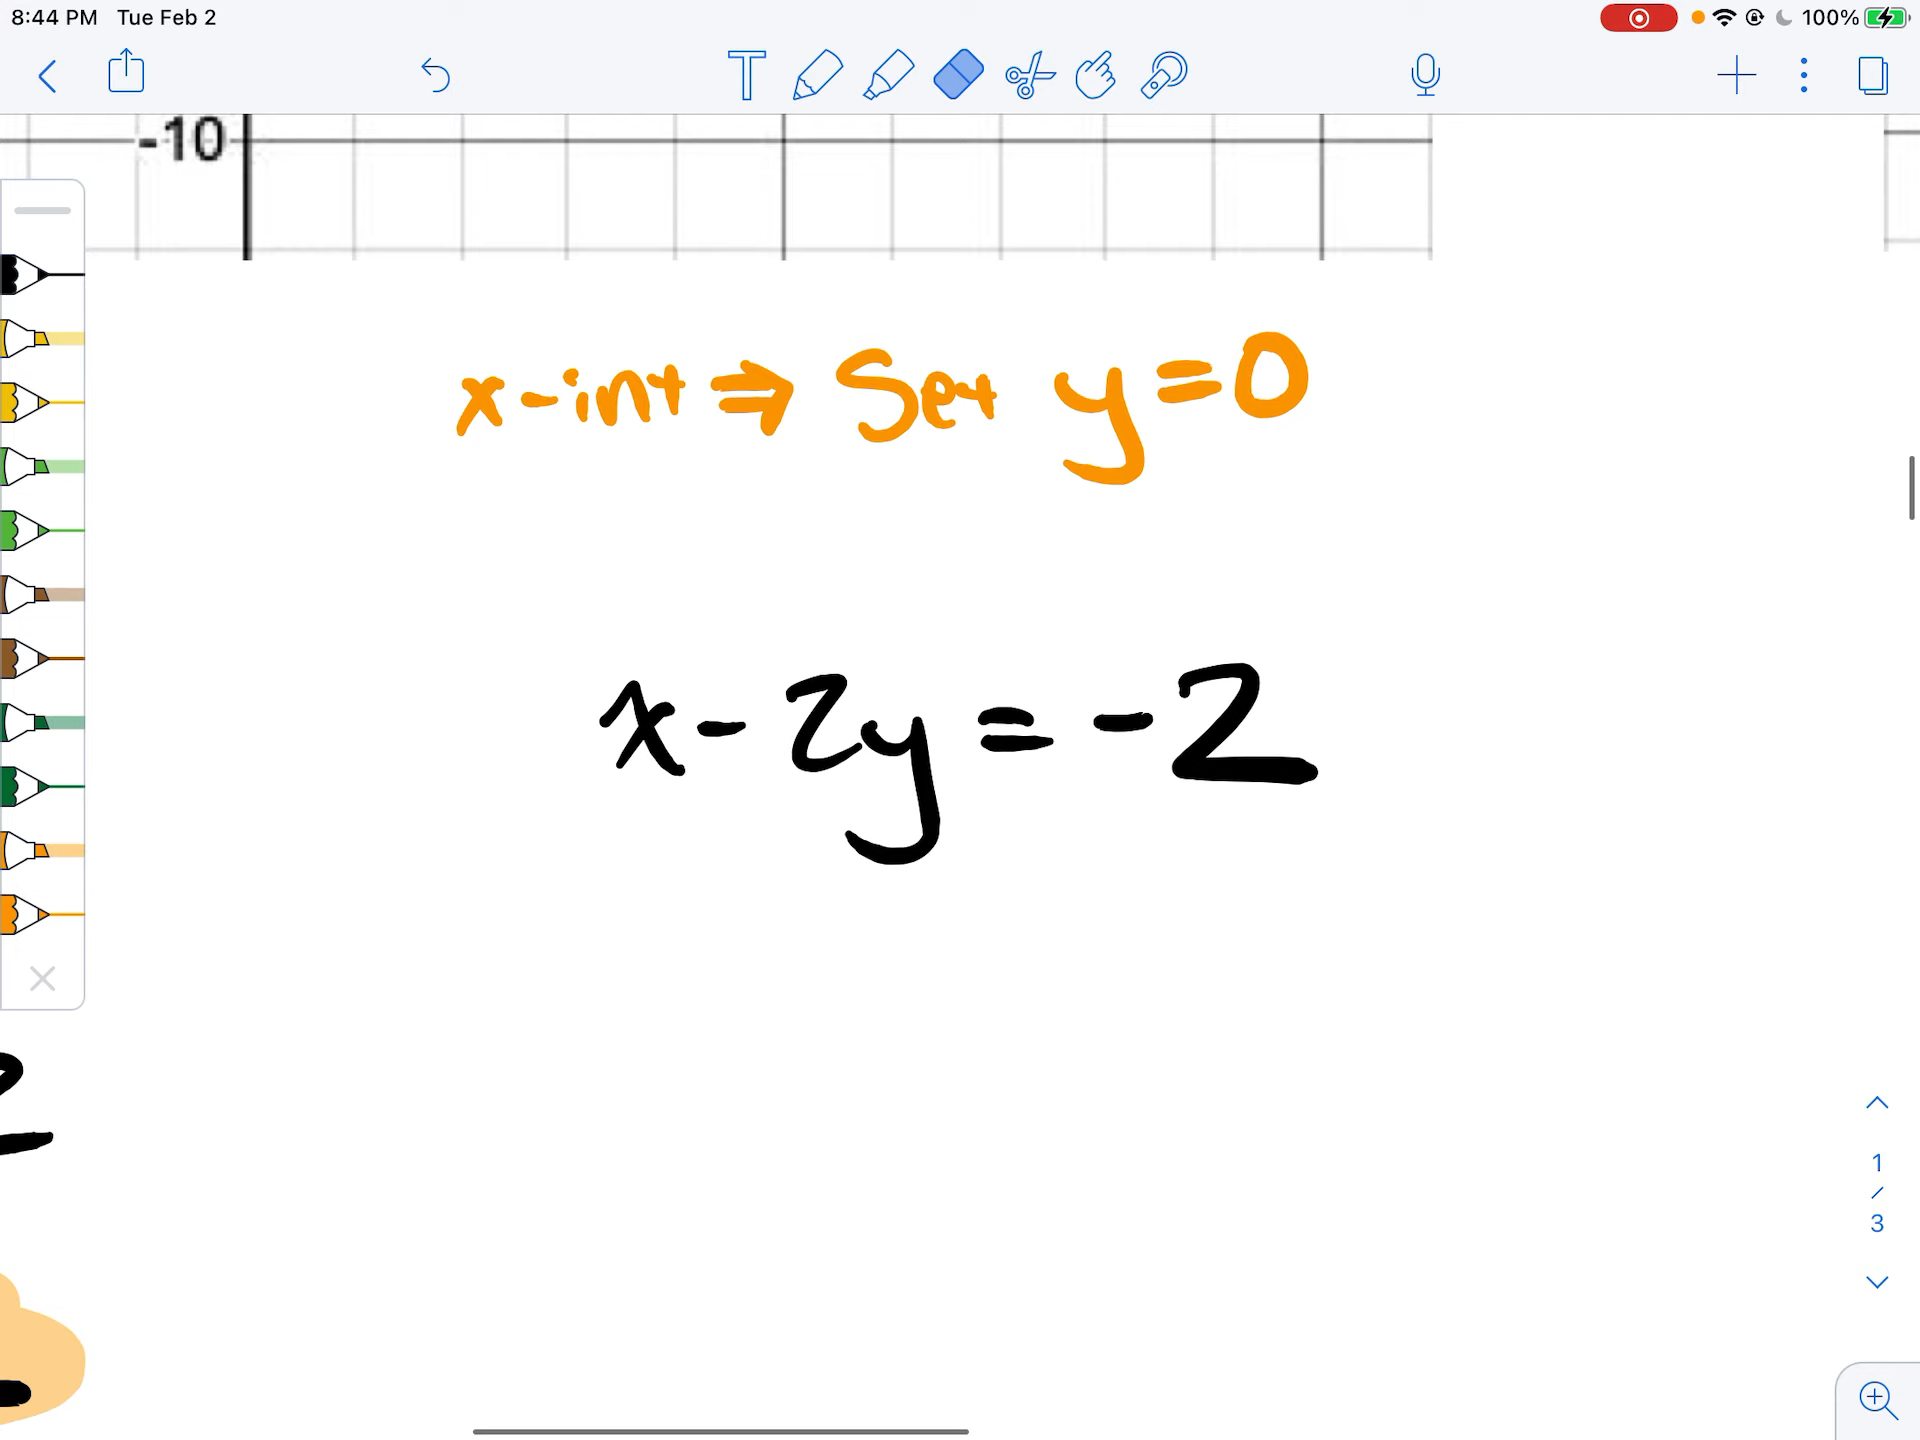 8:44 PM Tue Feb 2
100%
T
-10
x-int ⇒ Set y=0
x - 2y = -2
1
/
3